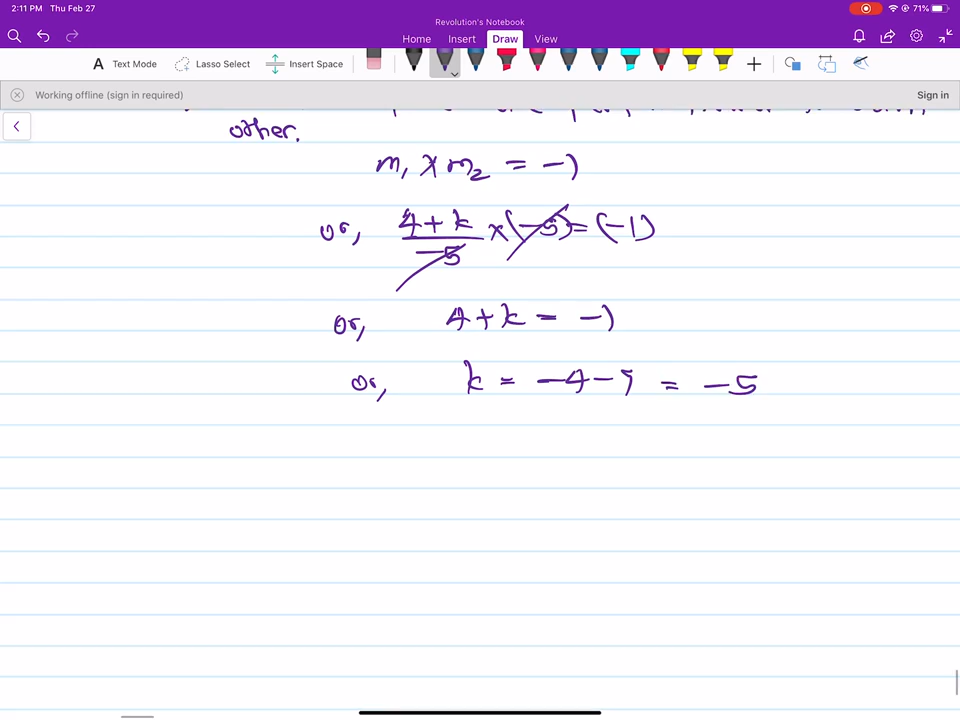 2:11 PM Thu Feb 27
71%
Revolution's Notebook
Home Insert Draw View
A Text Mode Lasso Select Insert Space
Working offline (sign in required) Sign in
other.
m₁ × m₂ = -1
or, (4+k)/(-5) × (-5) = (-1)
or, 4+k = -1
or, k = -4-1 = -5